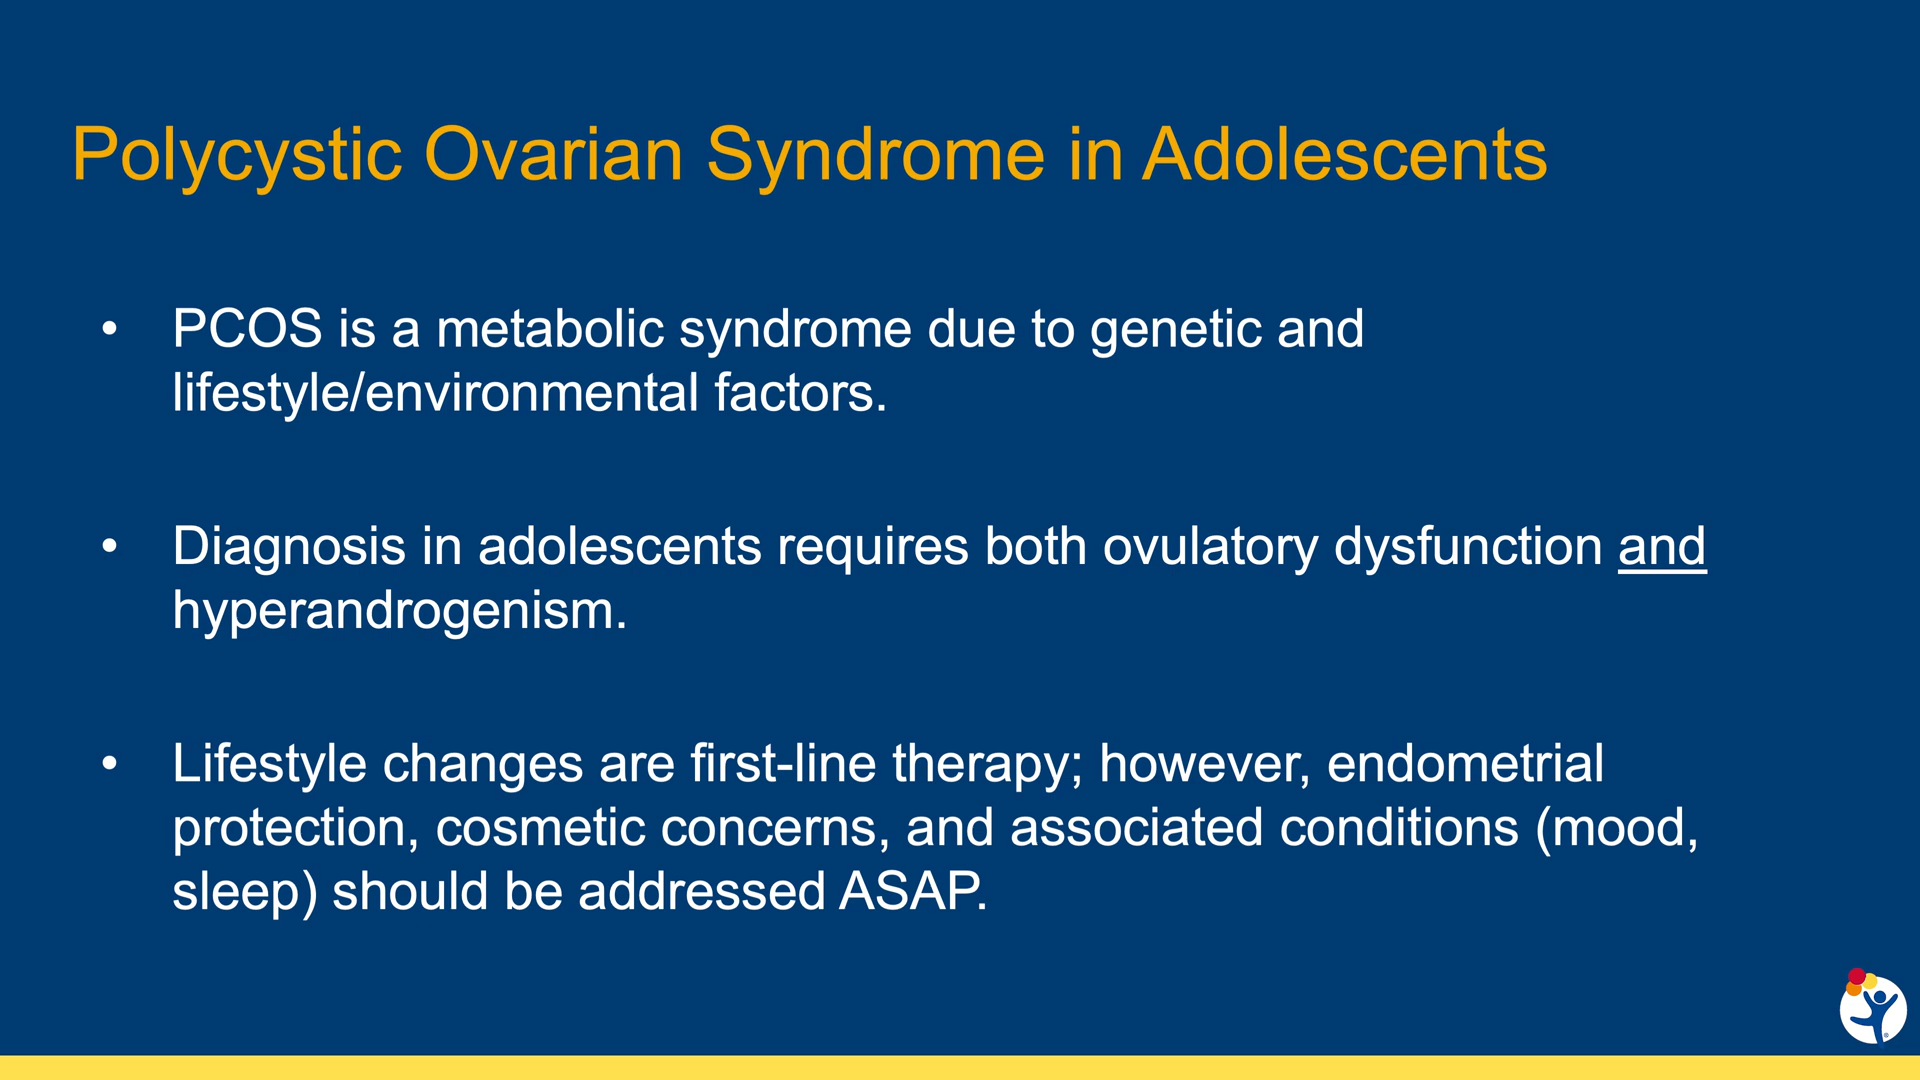 Polycystic Ovarian Syndrome in Adolescents
• PCOS is a metabolic syndrome due to genetic and
lifestyle/environmental factors.
• Diagnosis in adolescents requires both ovulatory dysfunction and
hyperandrogenism.
• Lifestyle changes are first-line therapy; however, endometrial
protection, cosmetic concerns, and associated conditions (mood,
sleep) should be addressed ASAP.